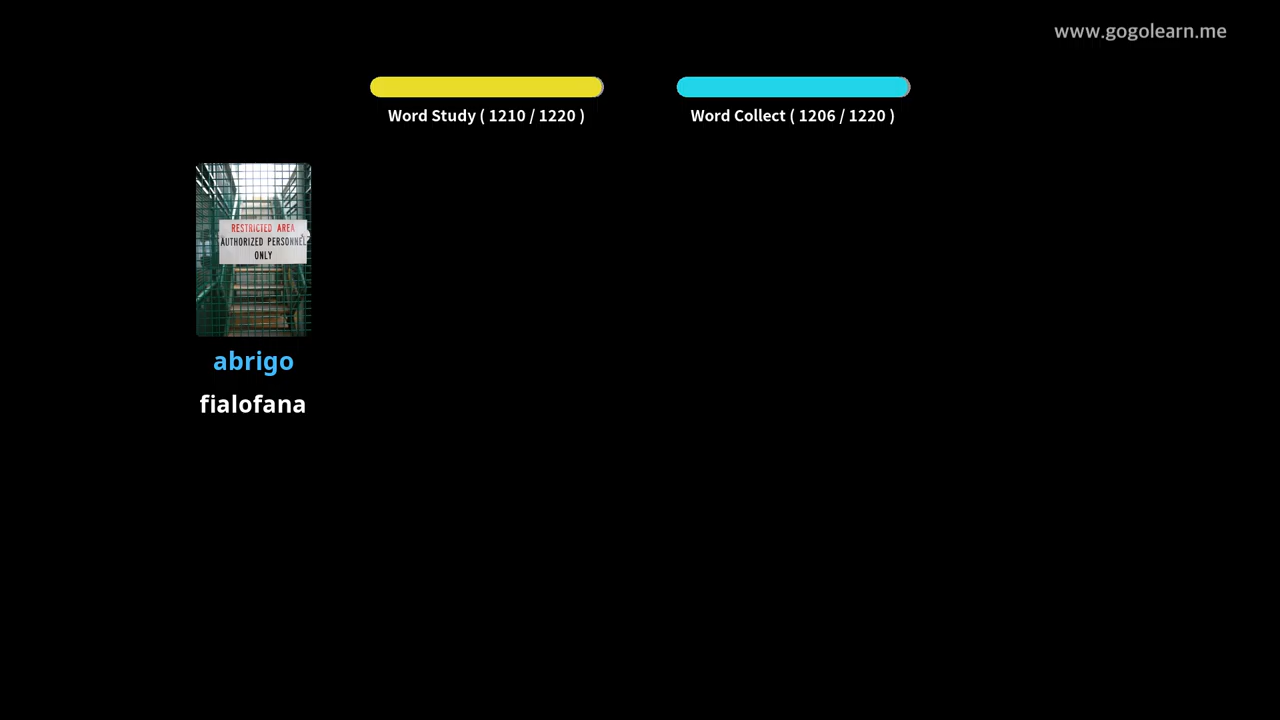 www.gogolearn.me
Word Study ( 1210 / 1220 )
Word Collect ( 1206 / 1220 )
RESTRICTED AREA
AUTHORIZED PERSONNEL
ONLY
abrigo
fialofana